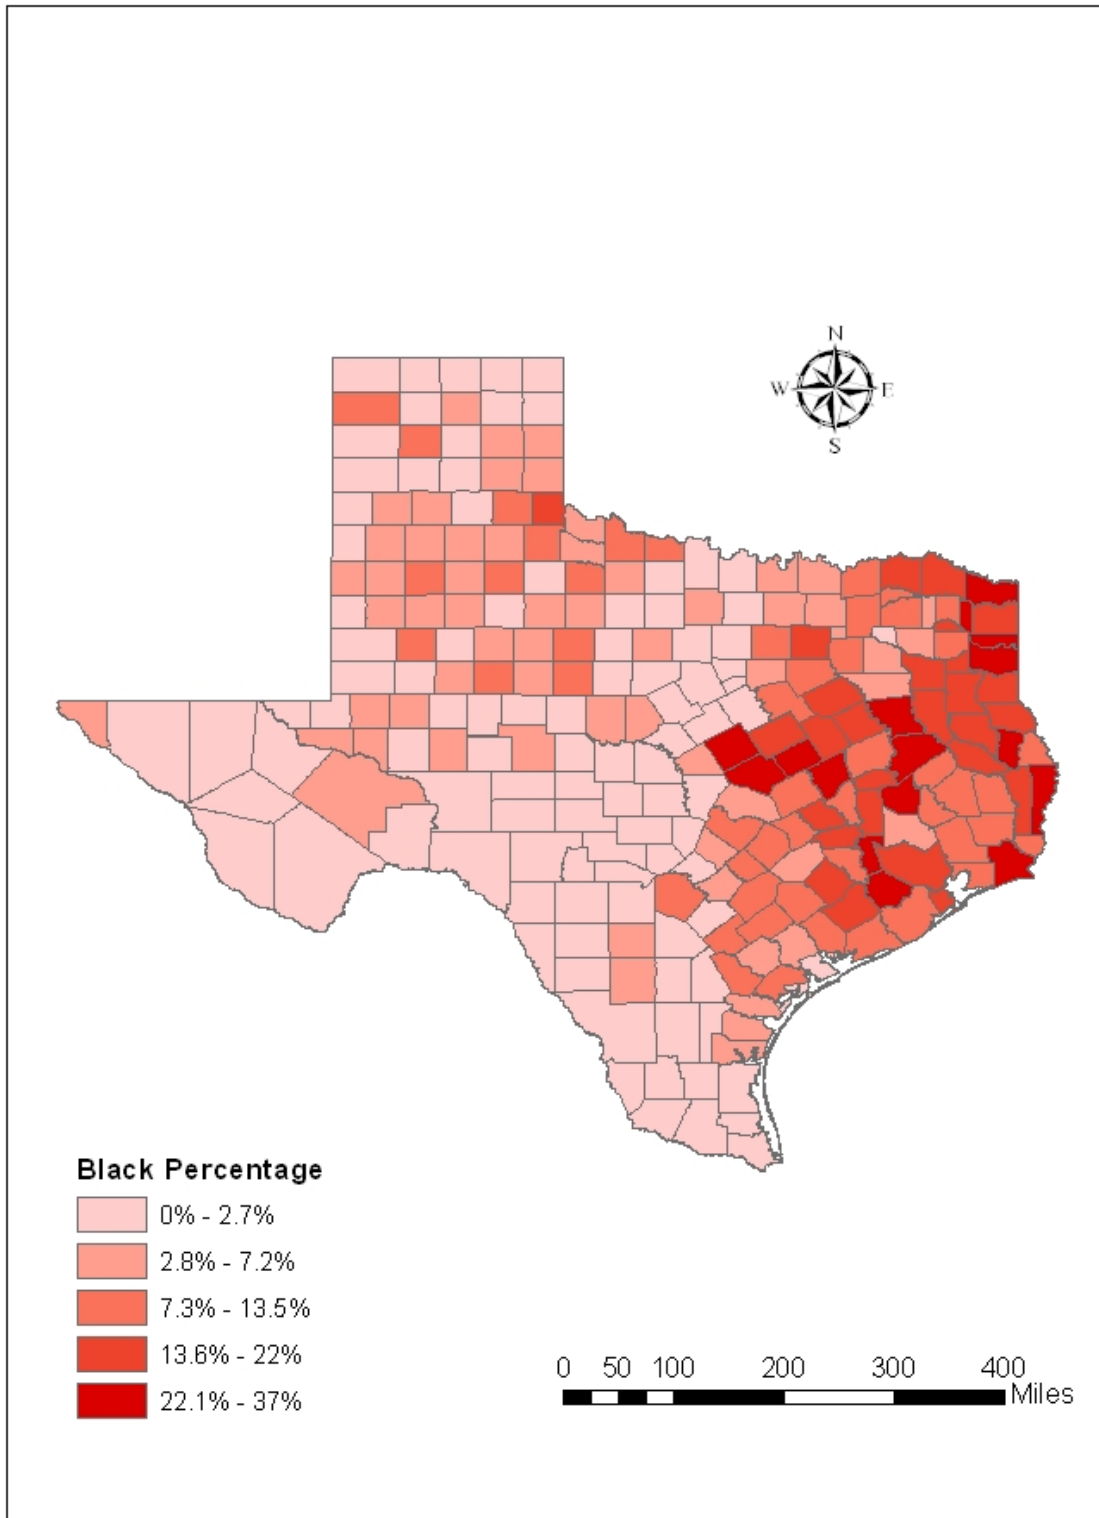 N
W E
S
Black Percentage
0% - 2.7%
2.8% - 7.2%
7.3% - 13.5%
13.6% - 22%
22.1% - 37%
0 50 100 200 300 400
Miles